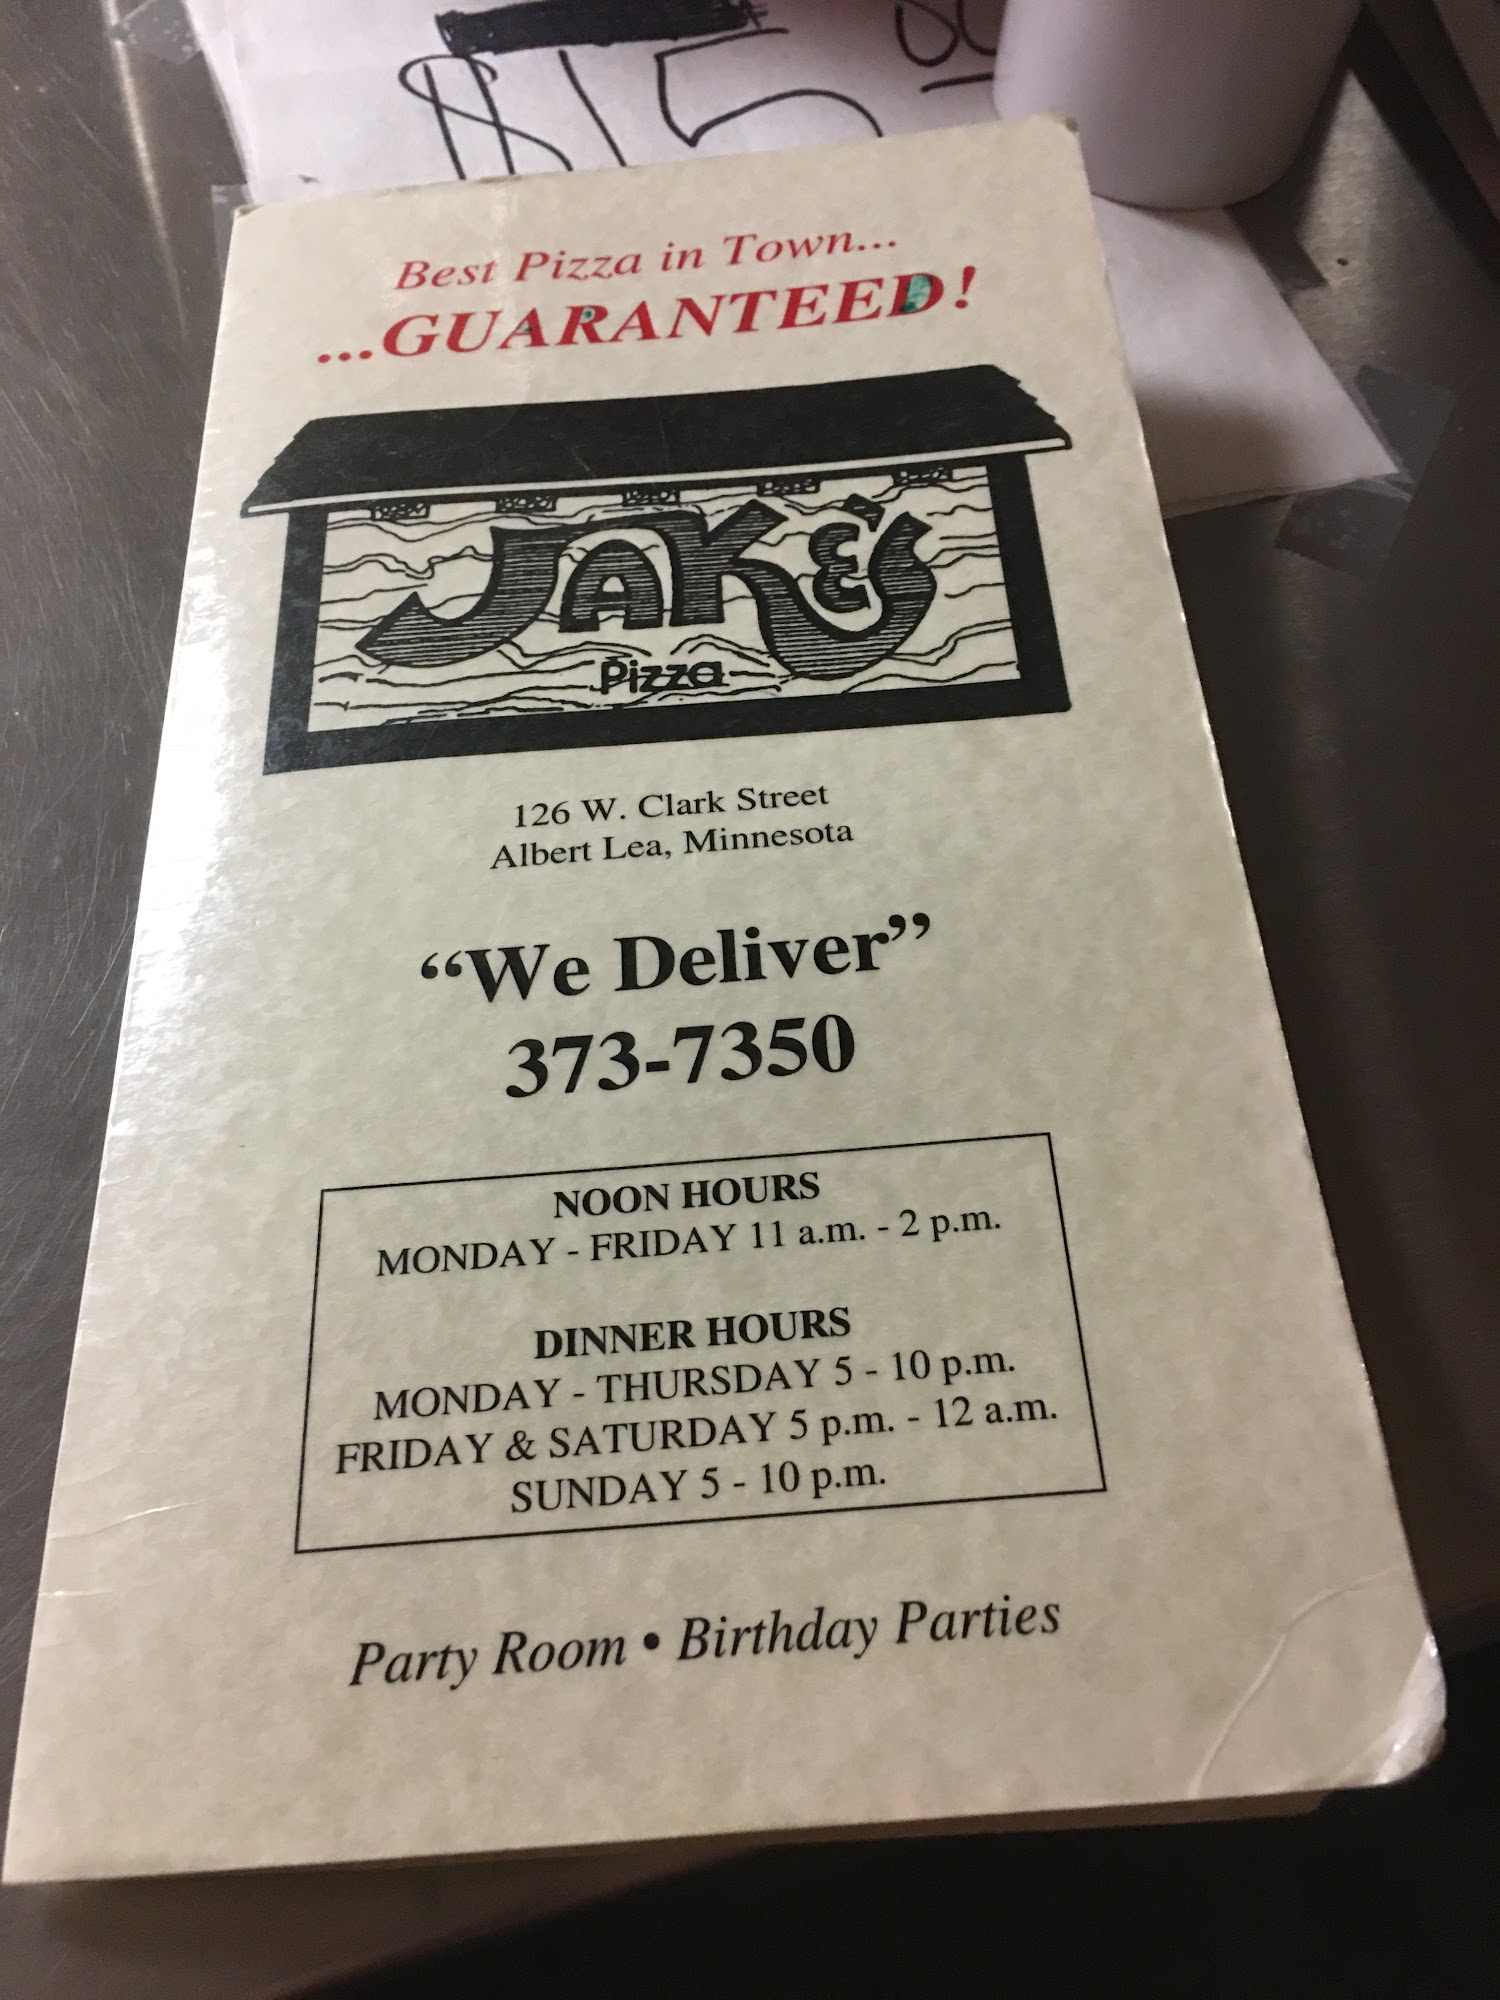 $15 00
Best Pizza in Town...
...GUARANTEED!
JAKE'S
Pizza
126 W. Clark Street
Albert Lea, Minnesota
“We Deliver”
373-7350
NOON HOURS
MONDAY - FRIDAY 11 a.m. - 2 p.m.
DINNER HOURS
MONDAY - THURSDAY 5 - 10 p.m.
FRIDAY & SATURDAY 5 p.m. - 12 a.m.
SUNDAY 5 - 10 p.m.
Party Room • Birthday Parties